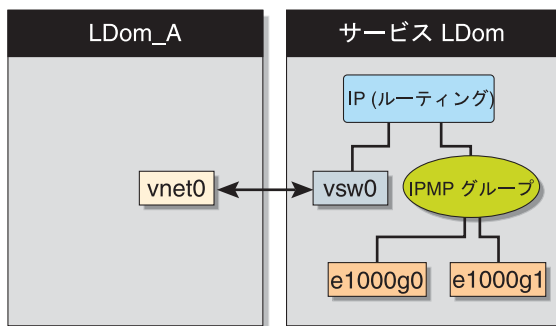 LDom_A
サービス LDom
IP (ルーティング)
vnet0
vsw0
IPMP グループ
e1000g0
e1000g1